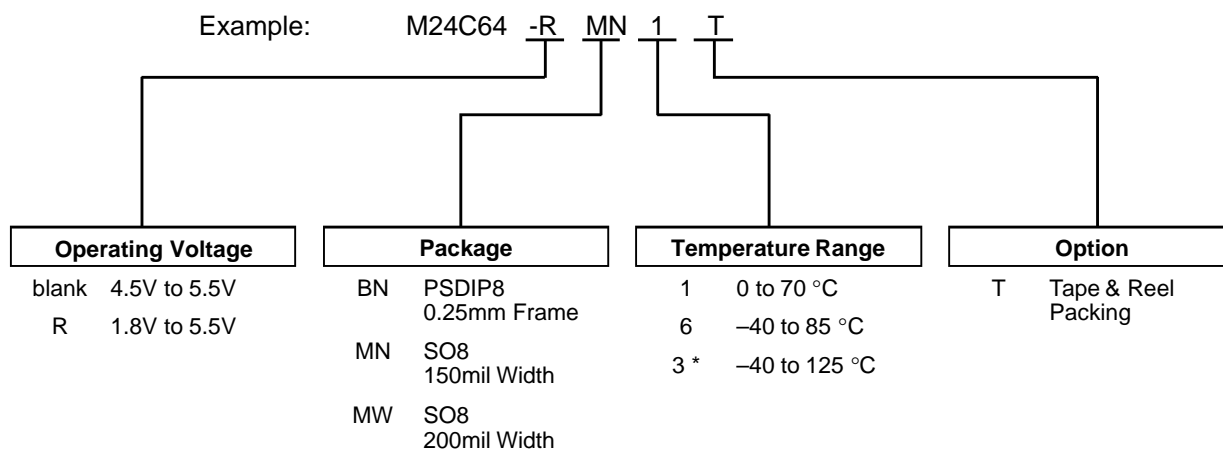 Example: M24C64 -R MN 1 T
Operating Voltage
blank 4.5V to 5.5V
R 1.8V to 5.5V
Package
BN PSDIP8
0.25mm Frame
MN SO8
150mil Width
MW SO8
200mil Width
Temperature Range
1 0 to 70 °C
6 –40 to 85 °C
3 * –40 to 125 °C
Option
T Tape & Reel
Packing